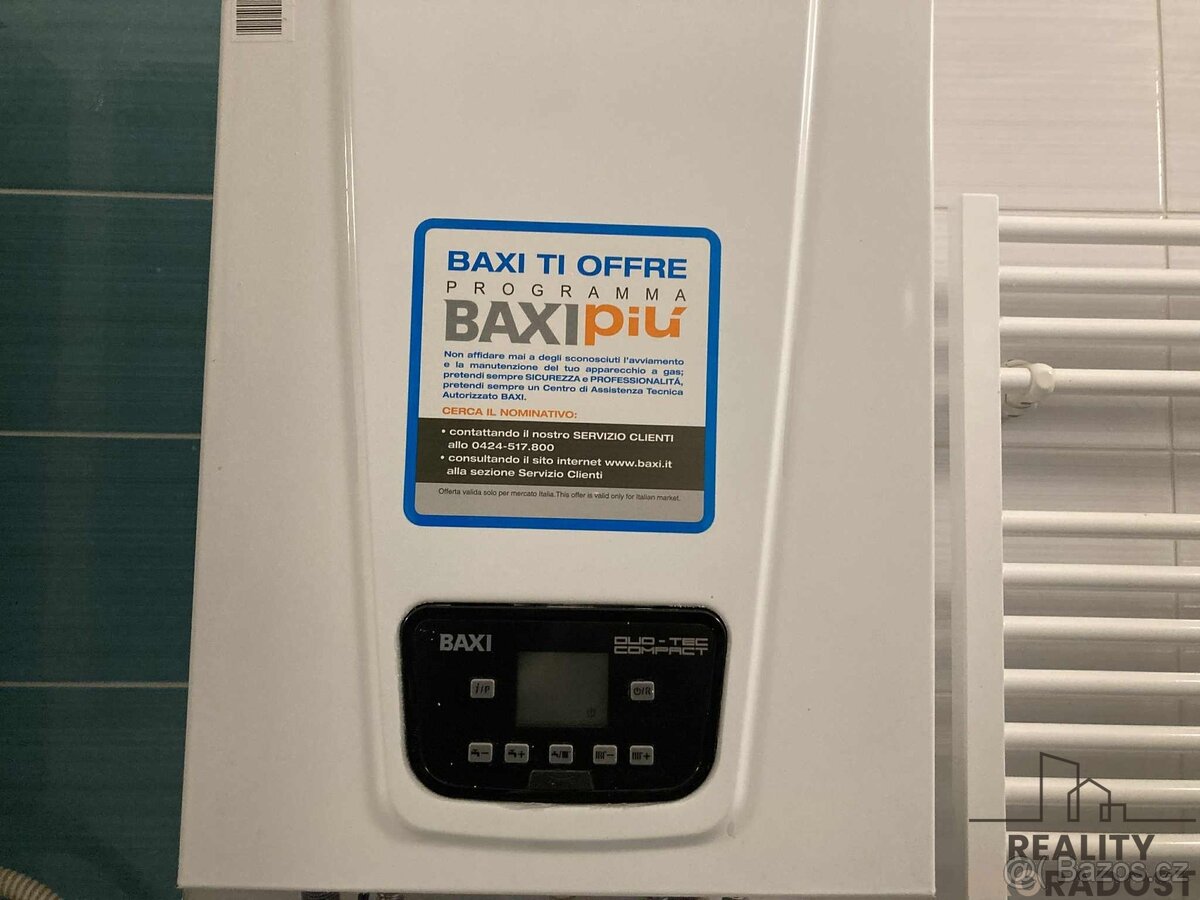 BAXI TI OFFRE
PROGRAMMA
BAXI più
Non affidare mai a degli sconosciuti l'avviamento
e la manutenzione del tuo apparecchio a gas;
pretendi sempre SICUREZZA e PROFESSIONALITÁ,
pretendi sempre un Centro di Assistenza Tecnica
Autorizzato BAXI.
CERCA IL NOMINATIVO:
• contattando il nostro SERVIZIO CLIENTI
allo 0424-517.800
• consultando il sito internet www.baxi.it
alla sezione Servizio Clienti
Offerta valida solo per mercato Italia.This offer is valid only for Italian market.
BAXI
DUO-TEC
COMPACT
i/P
/R
REALITY
RADOST
@ Bazos.cz